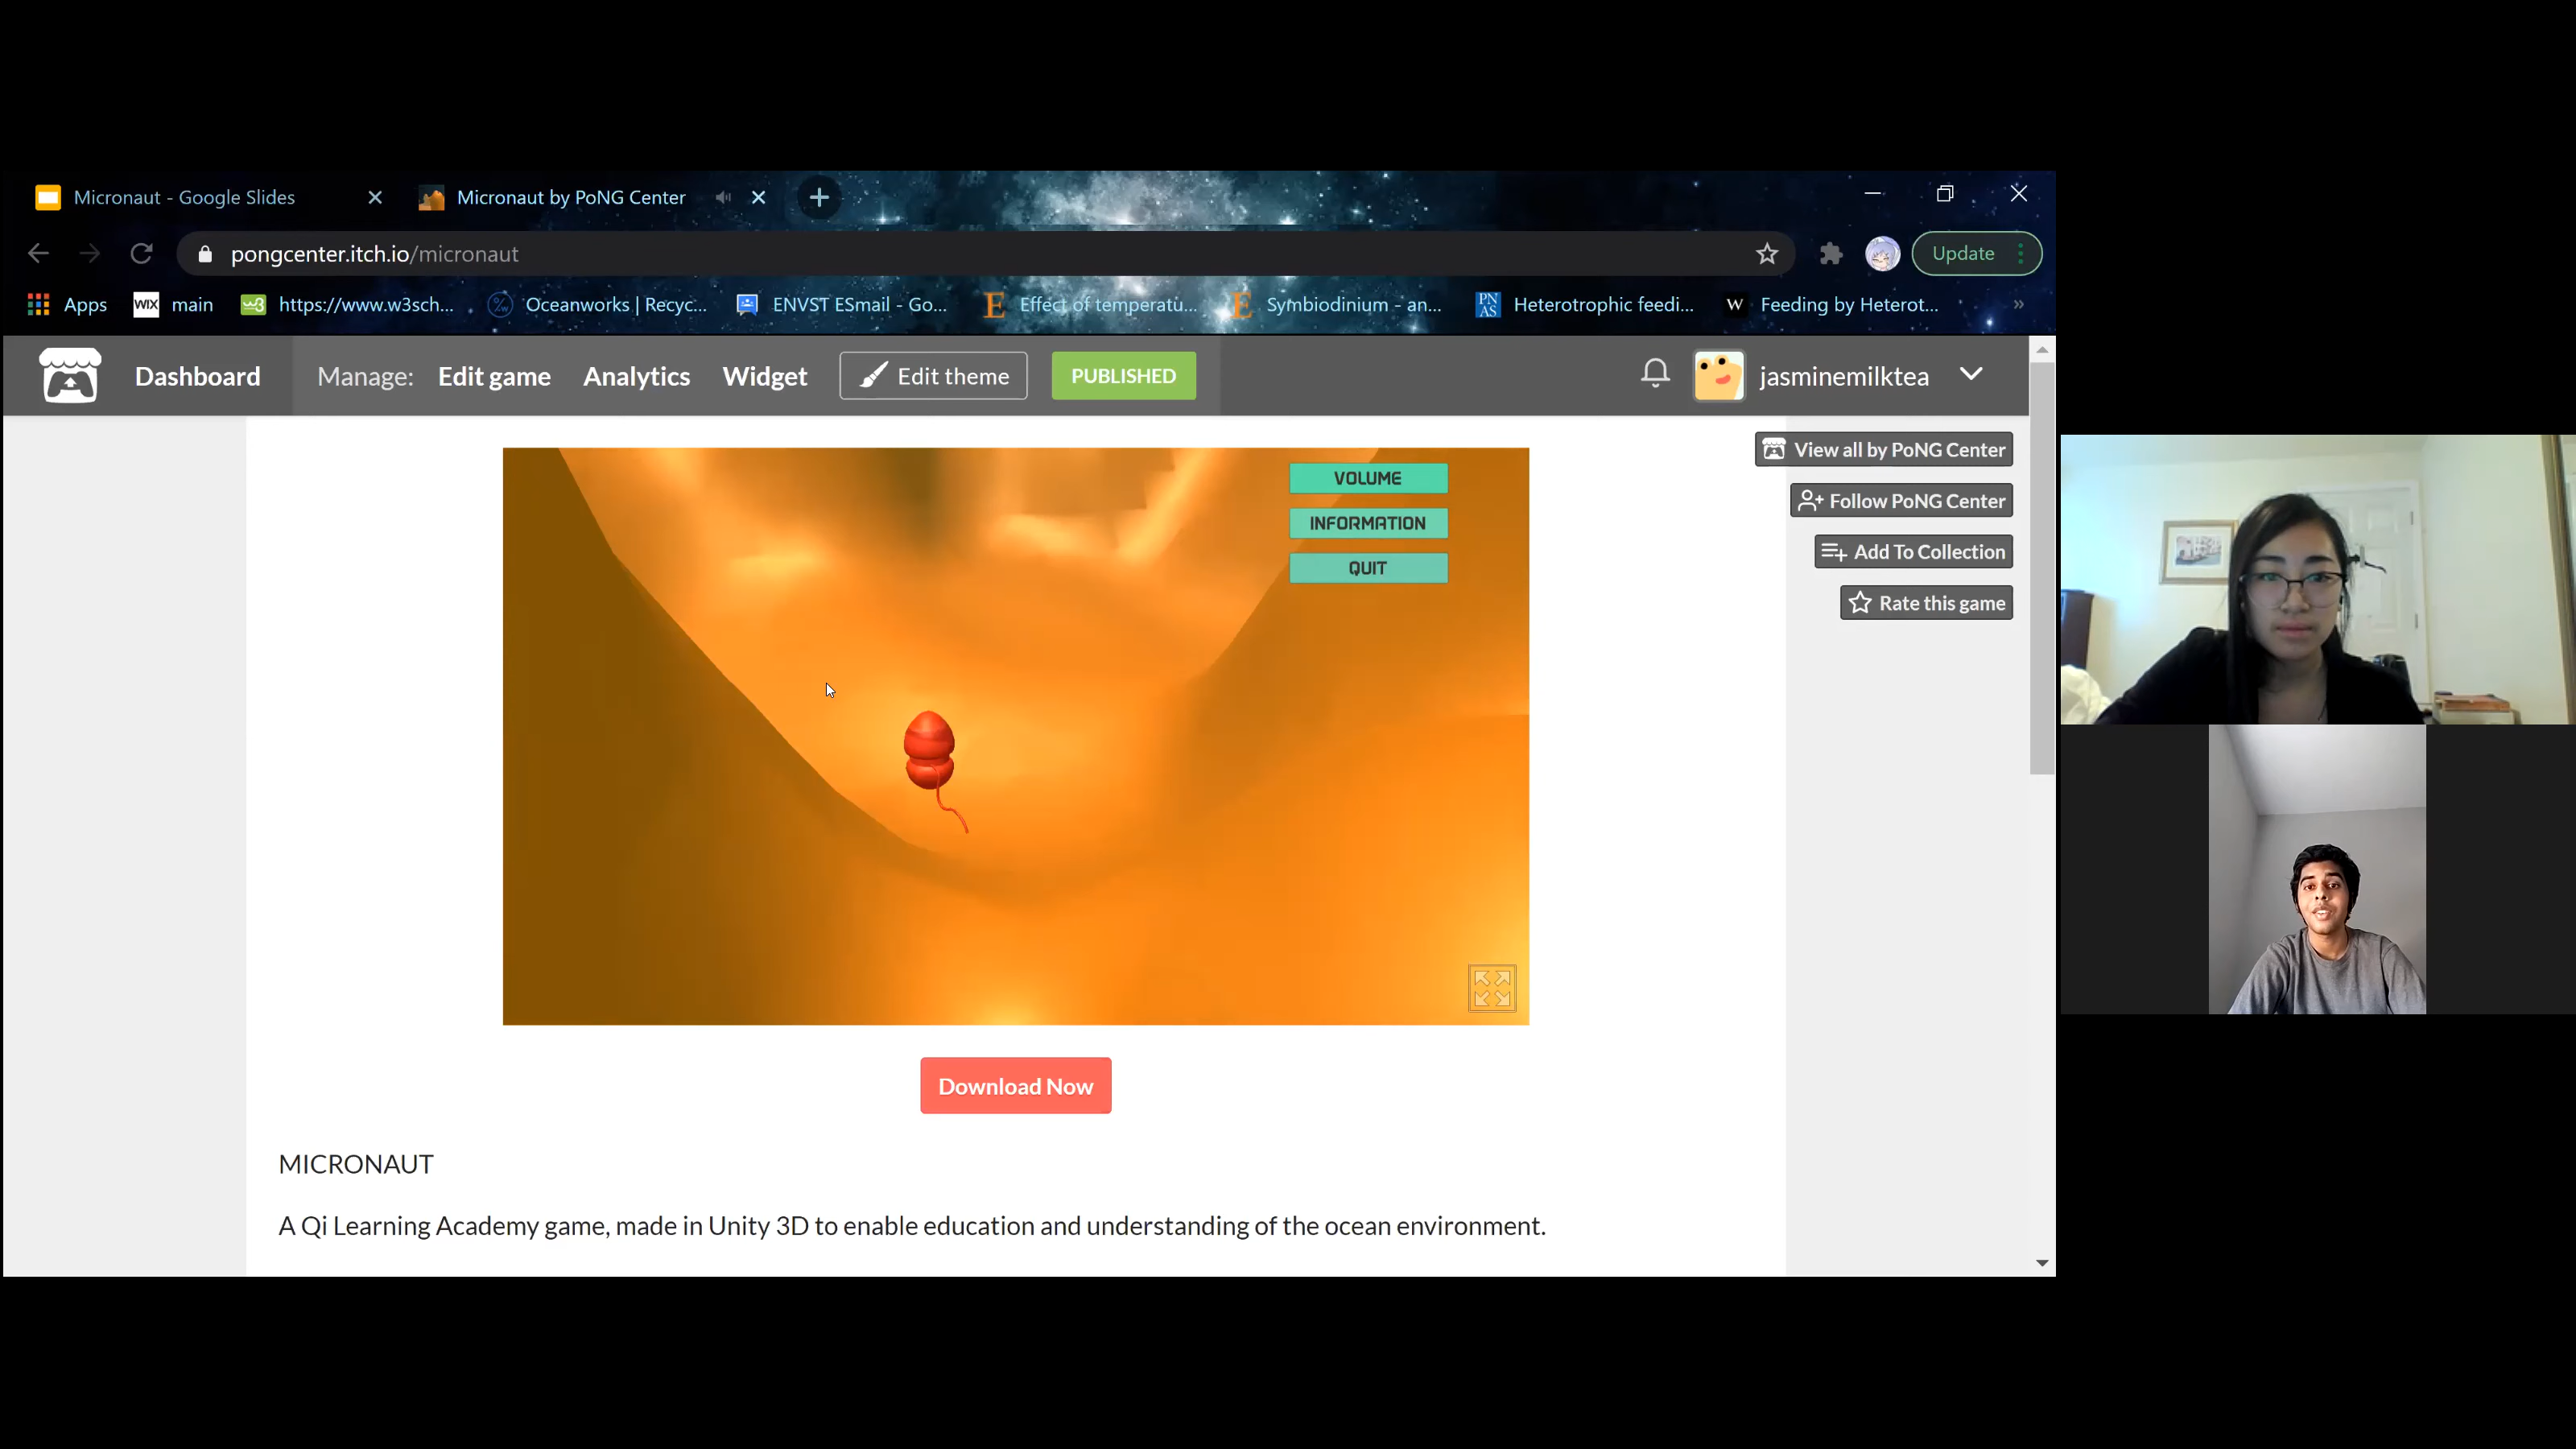 Micronaut - Google Slides
Micronaut by PoNG Center
pongcenter.itch.io/micronaut
Update
Apps
WIX main
w3 https://www.w3sch...
Oceanworks | Recyc...
ENVST ESmail - Go...
E Effect of temperatu...
E Symbiodinium - an...
PNAS Heterotrophic feedi...
W Feeding by Heterot...
»
Dashboard
Manage: Edit game Analytics Widget Edit theme PUBLISHED
jasminemilktea
View all by PoNG Center
Follow PoNG Center
Add To Collection
Rate this game
VOLUME
INFORMATION
QUIT
Download Now
MICRONAUT
A Qi Learning Academy game, made in Unity 3D to enable education and understanding of the ocean environment.